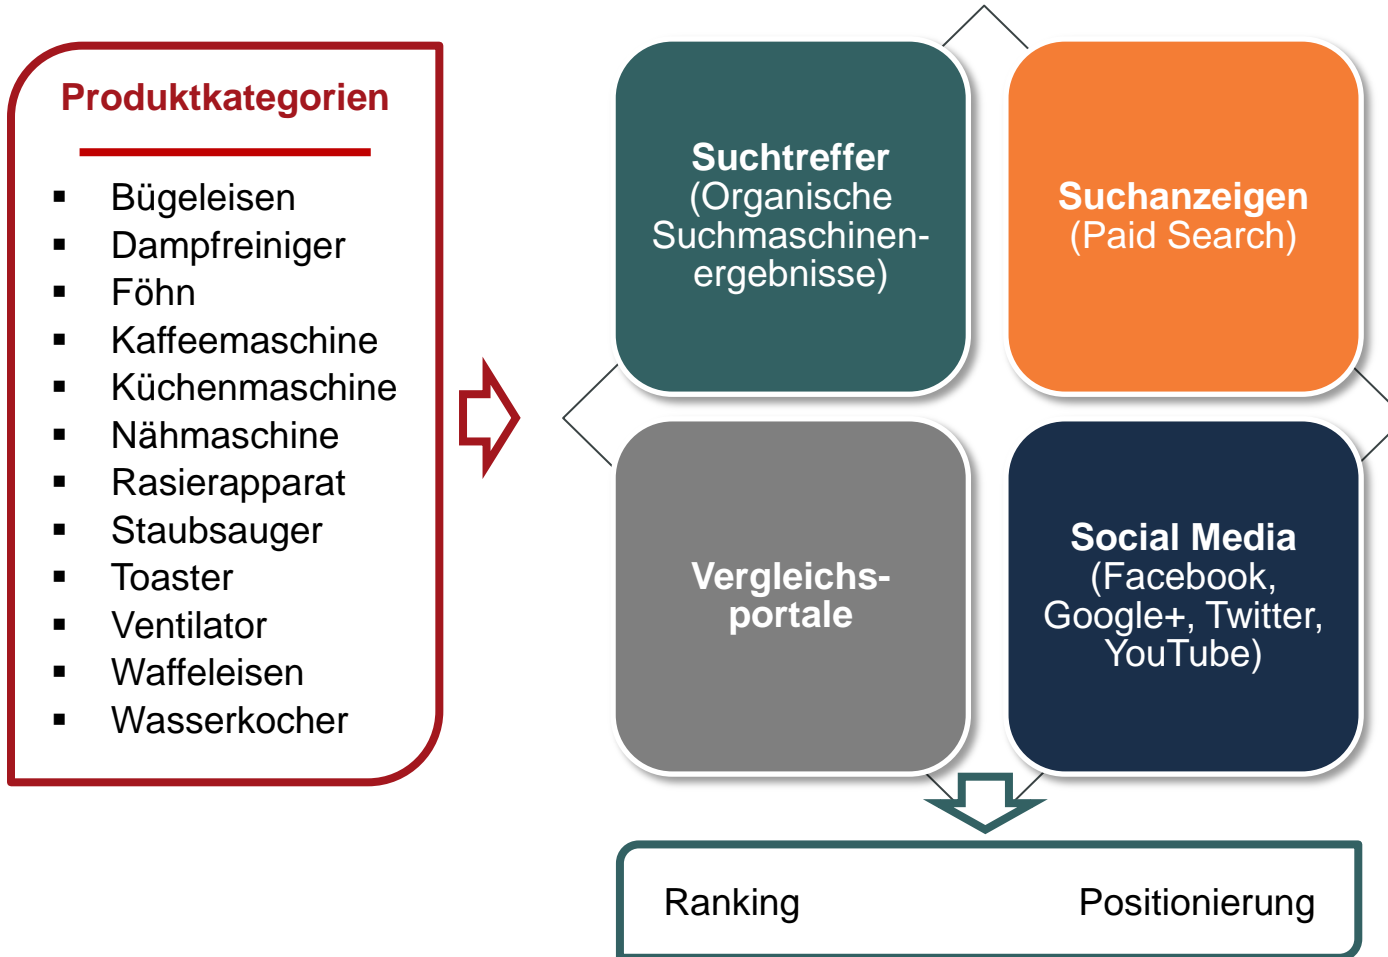 Produktkategorien
▪ Bügeleisen
▪ Dampfreiniger
▪ Föhn
▪ Kaffeemaschine
▪ Küchenmaschine
▪ Nähmaschine
▪ Rasierapparat
▪ Staubsauger
▪ Toaster
▪ Ventilator
▪ Waffeleisen
▪ Wasserkocher
Suchtreffer
(Organische
Suchmaschinen-
ergebnisse)
Suchanzeigen
(Paid Search)
Vergleichs-
portale
Social Media
(Facebook,
Google+, Twitter,
YouTube)
Ranking Positionierung